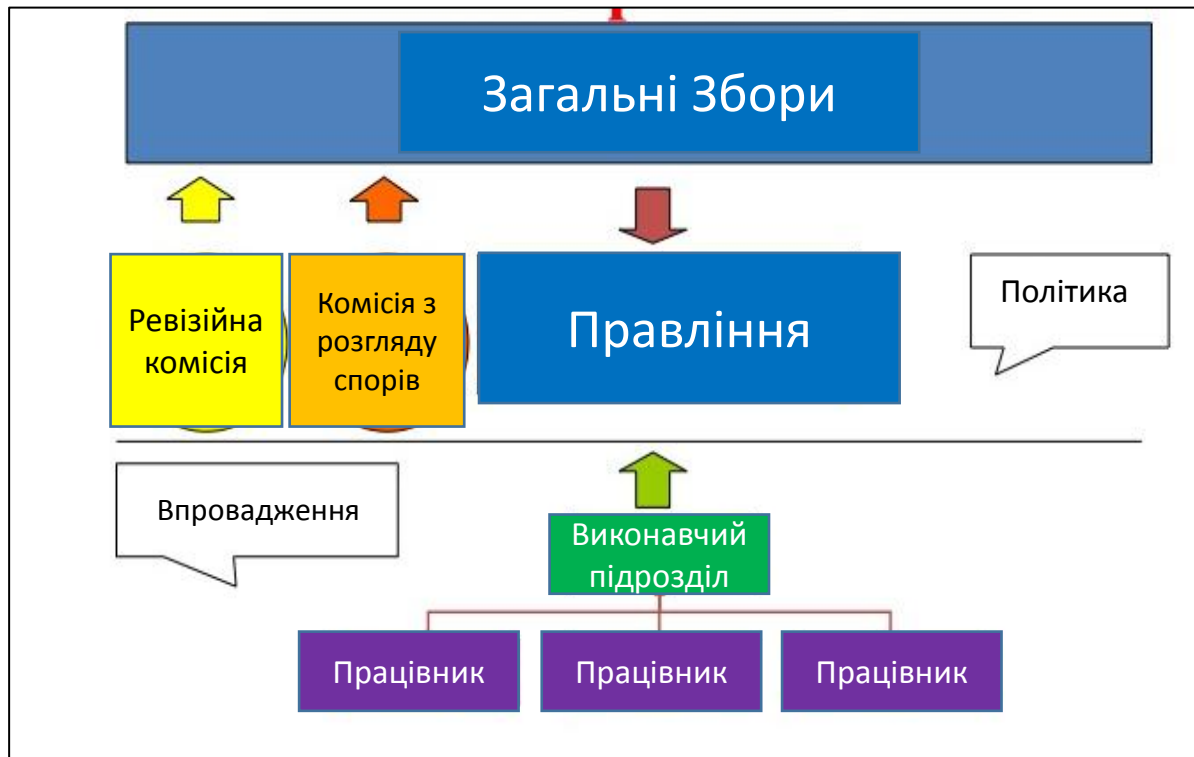 Загальні Збори
Ревізійна
комісія
Комісія з
розгляду
спорів
Правління
Політика
Впровадження
Виконавчий
підрозділ
Працівник
Працівник
Працівник